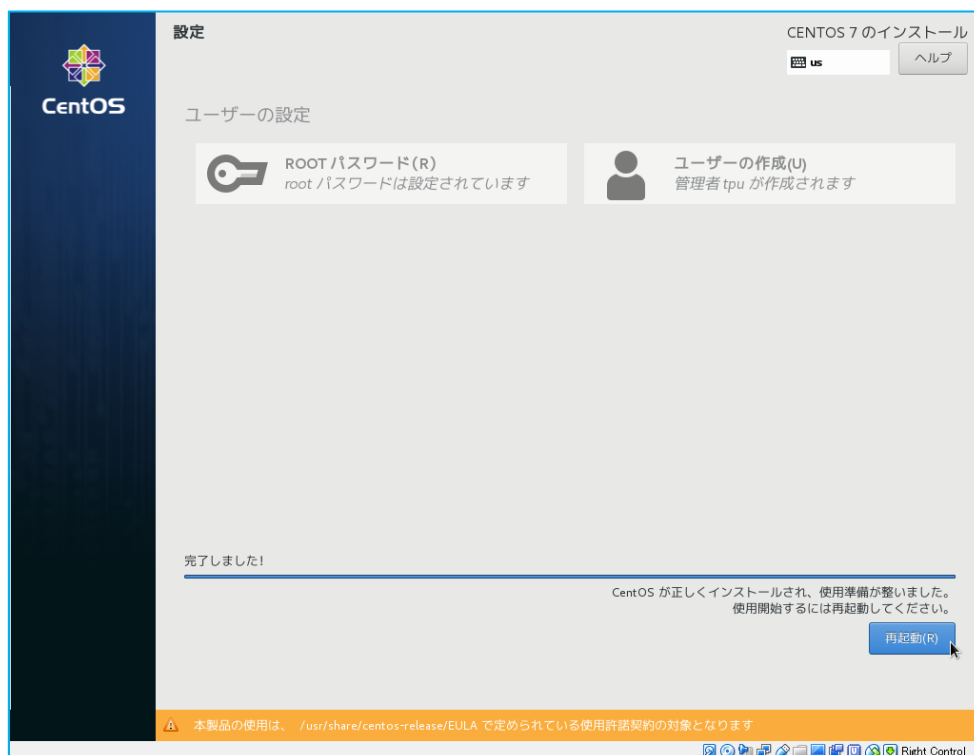 設定
CENTOS 7 のインストール
us
ヘルプ
CentOS
ユーザーの設定
ROOT パスワード(R)
root パスワードは設定されています
ユーザーの作成(U)
管理者 tpu が作成されます
完了しました!
CentOS が正しくインストールされ、使用準備が整いました。
使用開始するには再起動してください。
再起動(R)
本製品の使用は、 /usr/share/centos-release/EULA で定められている使用許諾契約の対象となります
Right Control